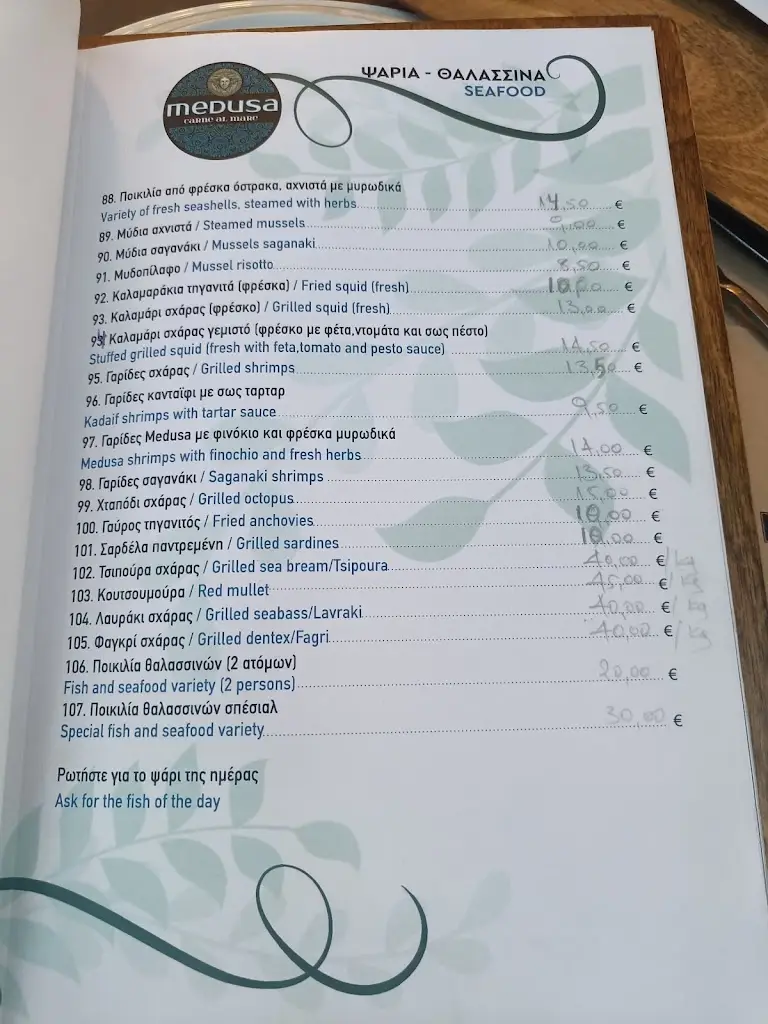 MEDUSA
CARNE AL MARE
ΨΑΡΙΑ - ΘΑΛΑΣΣΙΝΑ
SEAFOOD
88. Ποικιλία από φρέσκα όστρακα, αχνιστά με μυρωδικά
Variety of fresh seashells, steamed with herbs 14,50 €
89. Μύδια αχνιστά / Steamed mussels €
90. Μύδια σαγανάκι / Mussels saganaki 10,00 €
91. Μυδοπίλαφο / Mussel risotto 8,50 €
92. Καλαμαράκια τηγανιτά (φρέσκα) / Fried squid (fresh) €
93. Καλαμάρι σχάρας (φρέσκο) / Grilled squid (fresh) 13,00 €
94 Καλαμάρι σχάρας γεμιστό (φρέσκο με φέτα,ντομάτα και σως πέστο)
Stuffed grilled squid (fresh with feta,tomato and pesto sauce) 14,50 €
95. Γαρίδες σχάρας / Grilled shrimps 13,50 €
96. Γαρίδες κανταϊφι με σως ταρταρ
Kadaif shrimps with tartar sauce 9,50 €
97. Γαρίδες Medusa με φινόκιο και φρέσκα μυρωδικά
Medusa shrimps with finochio and fresh herbs 14,00 €
98. Γαρίδες σαγανάκι / Saganaki shrimps 13,50 €
99. Χταπόδι σχάρας / Grilled octopus 15,00 €
100. Γαύρος τηγανιτός / Fried anchovies 10,00 €
101. Σαρδέλα παντρεμένη / Grilled sardines 10,00 €
102. Τσιπούρα σχάρας / Grilled sea bream/Tsipoura 40,00 €/kg
103. Κουτσουμούρα / Red mullet 45,00 €/kg
104. Λαυράκι σχάρας / Grilled seabass/Lavraki 40,00 €/kg
105. Φαγκρί σχάρας / Grilled dentex/Fagri 40,00 €/kg
106. Ποικιλία θαλασσινών (2 ατόμων)
Fish and seafood variety (2 persons) 20,00 €
107. Ποικιλία θαλασσινών σπέσιαλ
Special fish and seafood variety 30,00 €
Ρωτήστε για το ψάρι της ημέρας
Ask for the fish of the day